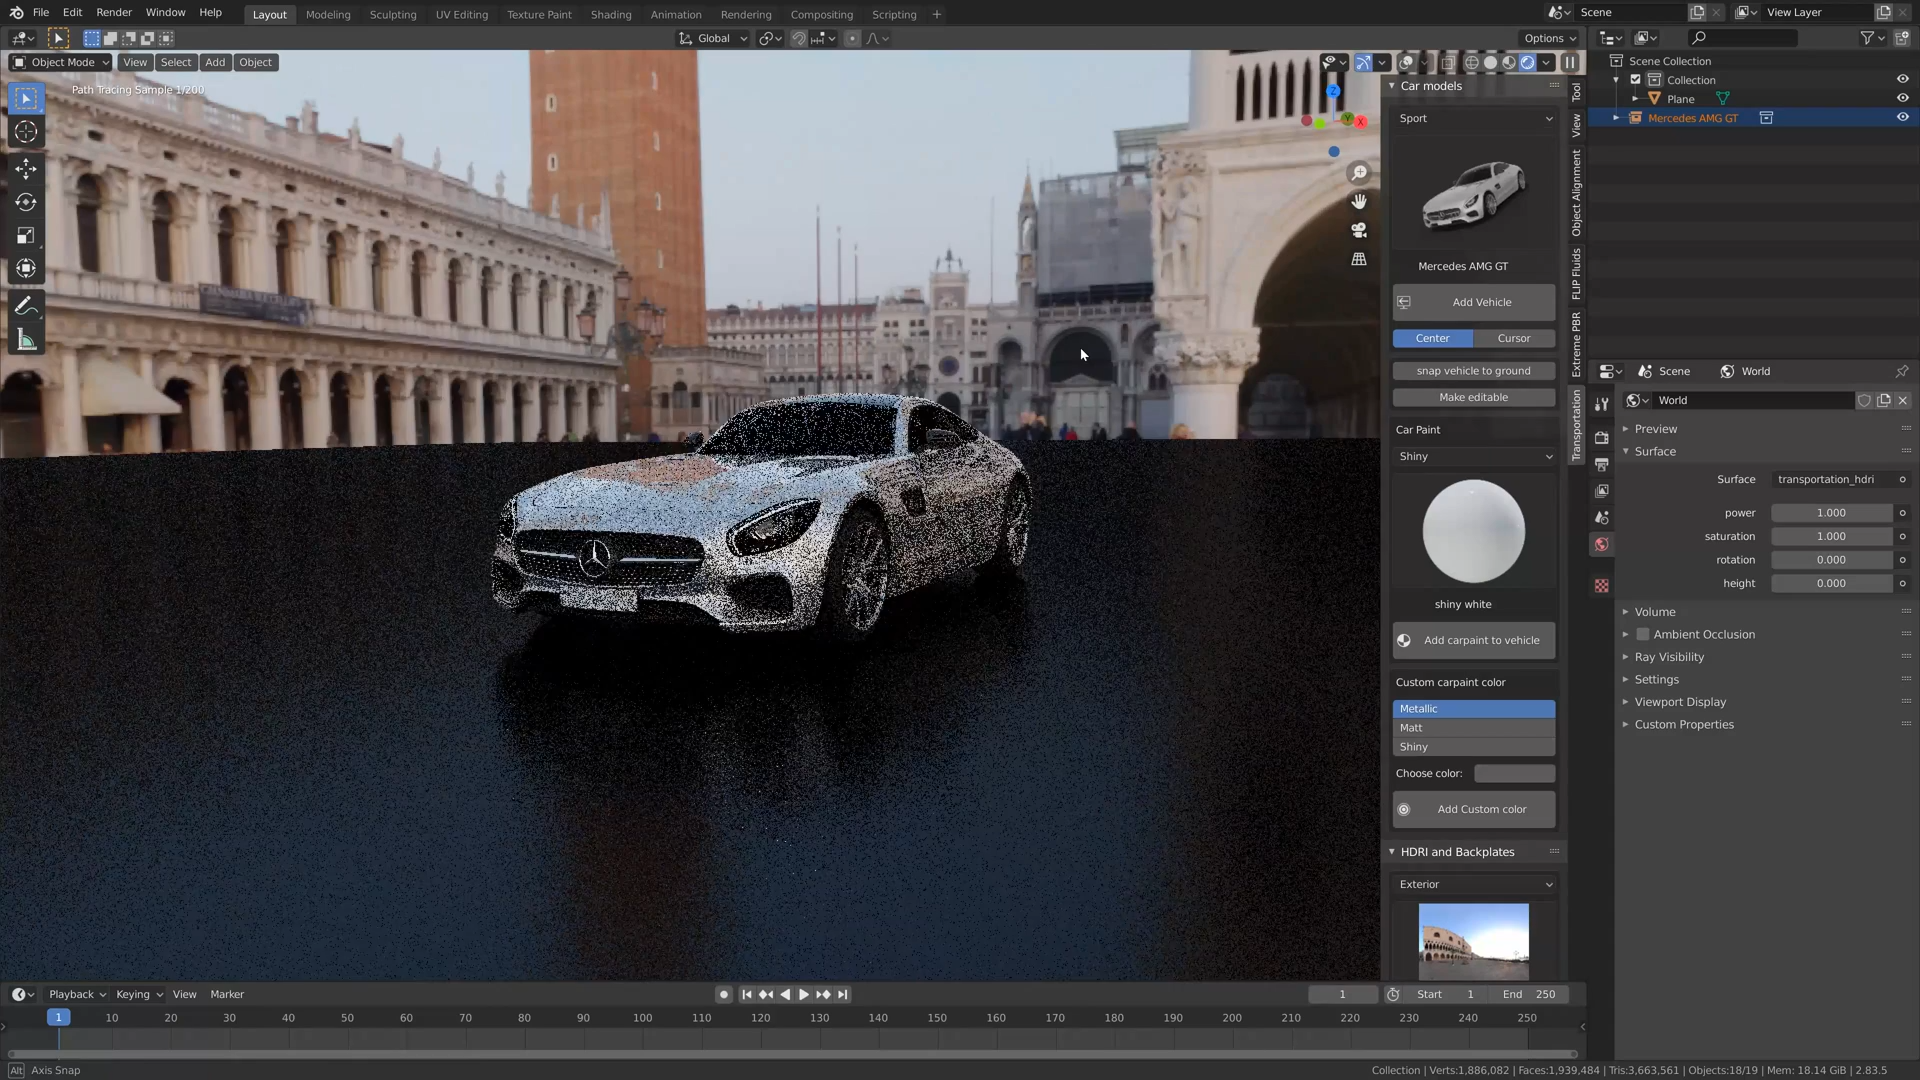 File Edit Render Window Help Layout Modeling Sculpting UV Editing Texture Paint Shading Animation Rendering Compositing Scripting + Scene View Layer
Global Options
Object Mode View Select Add Object
Path Tracing Sample 1/200
Z
Y
X
Car models
Sport
Mercedes AMG GT
Add Vehicle
Center Cursor
snap vehicle to ground
Make editable
Car Paint
Shiny
shiny white
Add carpaint to vehicle
Custom carpaint color
Metallic
Matt
Shiny
Choose color:
Add Custom color
HDRI and Backplates
Exterior
Tool
View
Object Alignment
FLIP Fluids
Extreme PBR
Transportation
Scene Collection
Collection
Plane
Mercedes AMG GT
Scene World
World
Preview
Surface
Surface transportation_hdri
power 1.000
saturation 1.000
rotation 0.000
height 0.000
Volume
Ambient Occlusion
Ray Visibility
Settings
Viewport Display
Custom Properties
Playback Keying View Marker 1 Start 1 End 250
1 10 20 30 40 50 60 70 80 90 100 110 120 130 140 150 160 170 180 190 200 210 220 230 240 250
Alt Axis Snap Collection | Verts:1,886,082 | Faces:1,939,484 | Tris:3,663,561 | Objects:18/19 | Mem: 18.14 GiB | 2.83.5